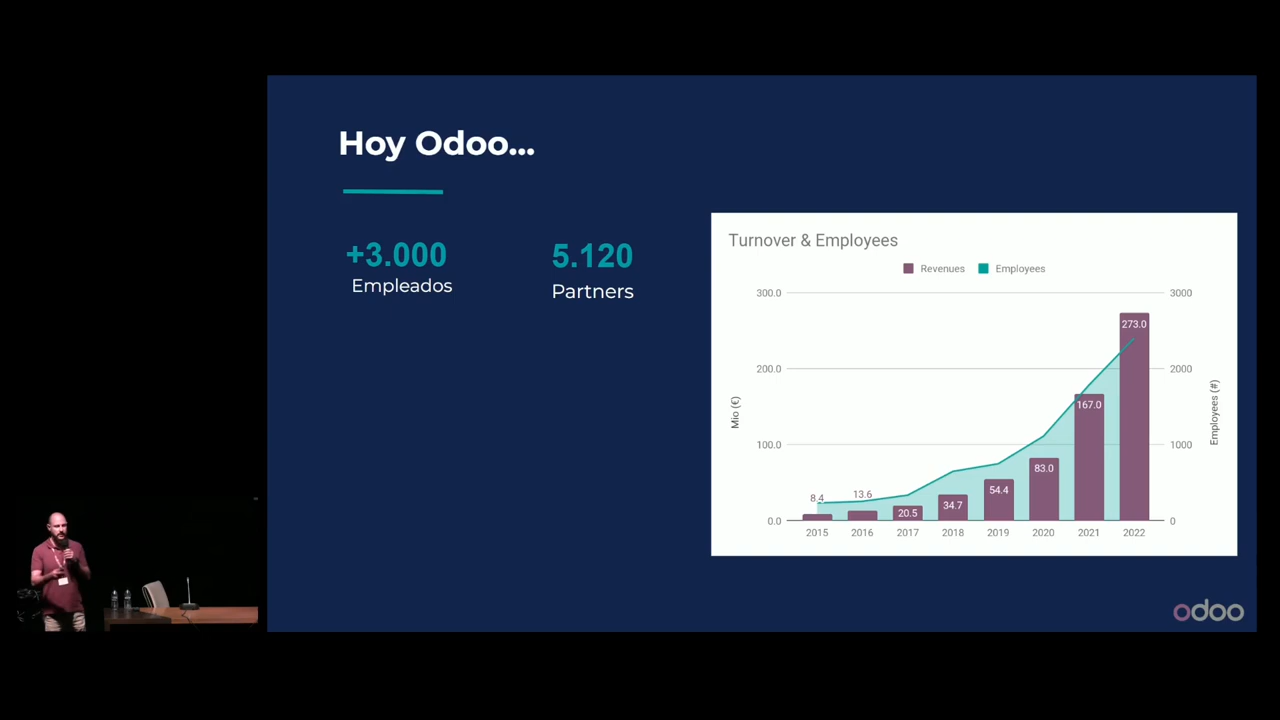 Hoy Odoo...
+3.000
Empleados
5.120
Partners
Turnover & Employees
Revenues
Employees
300.0
200.0
100.0
0.0
Mio (€)
3000
2000
1000
0
Employees (#)
8.4
13.6
20.5
34.7
54.4
83.0
167.0
273.0
2015
2016
2017
2018
2019
2020
2021
2022
odoo